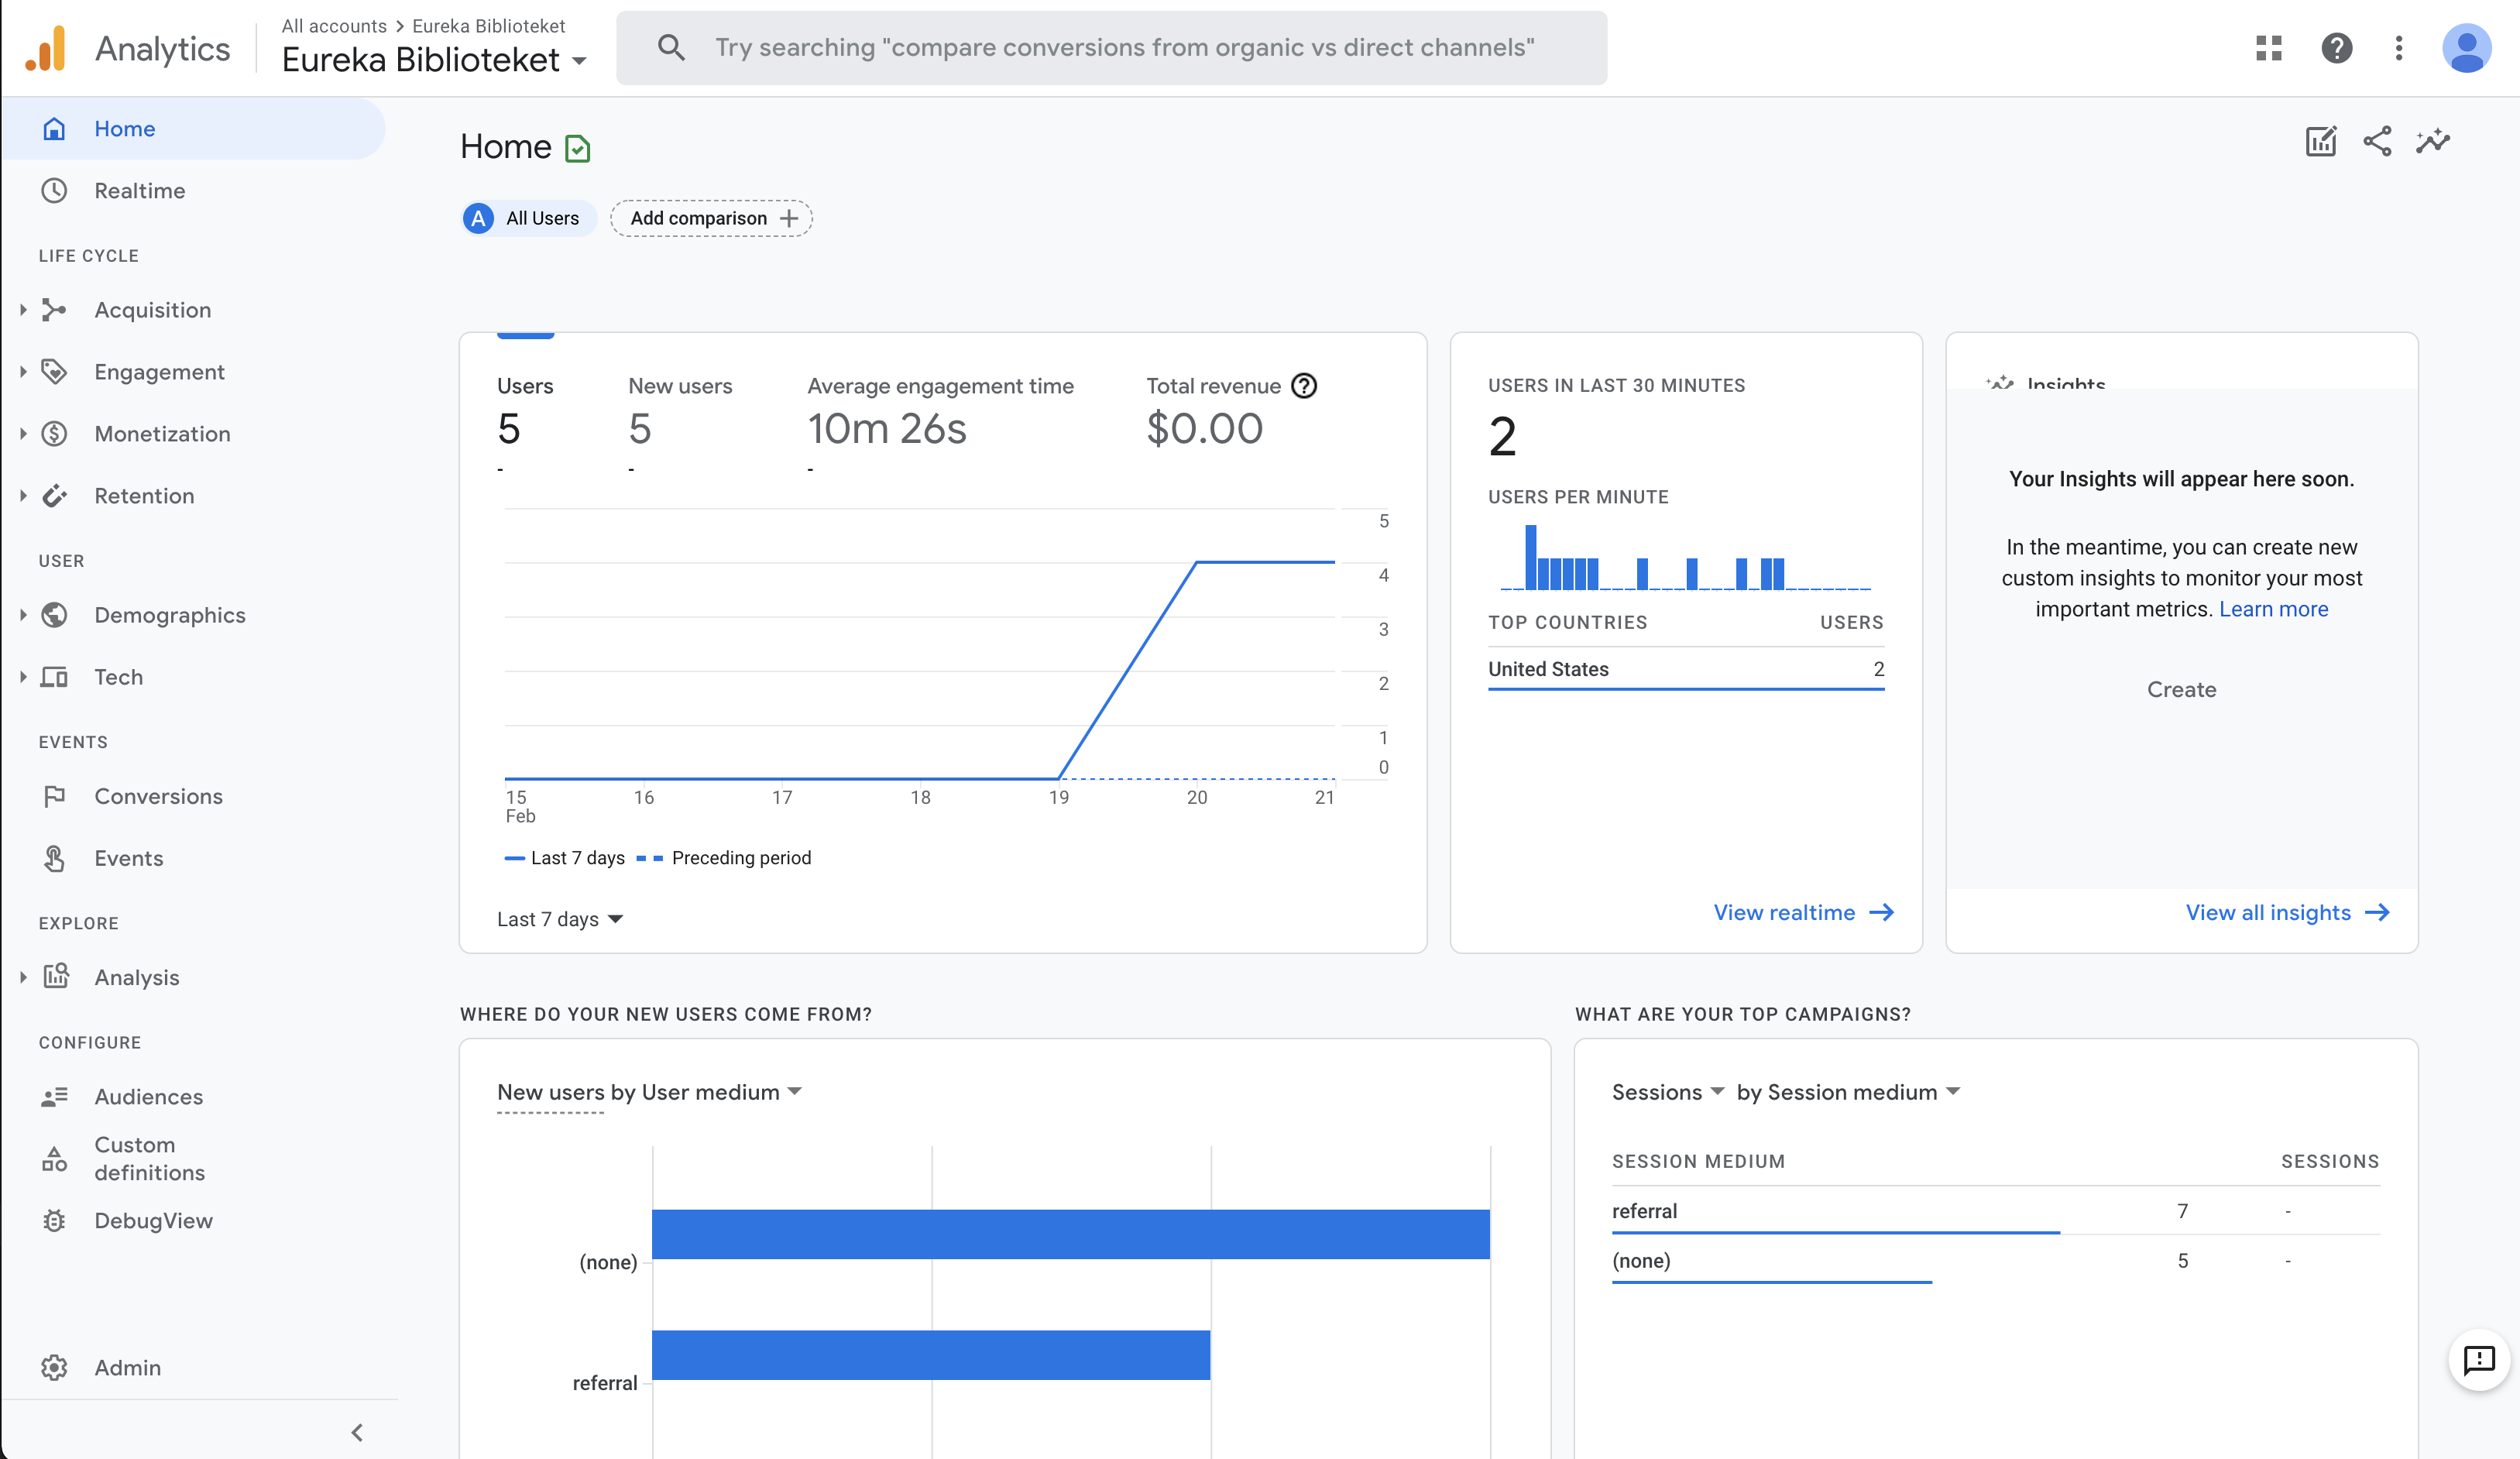 Analytics
All accounts > Eureka Biblioteket
Eureka Biblioteket
Try searching "compare conversions from organic vs direct channels"
Home
Realtime
LIFE CYCLE
Acquisition
Engagement
Monetization
Retention
USER
Demographics
Tech
EVENTS
Conversions
Events
EXPLORE
Analysis
CONFIGURE
Audiences
Custom
definitions
DebugView
Admin
Home
A All Users
Add comparison +
Users
5
-
New users
5
-
Average engagement time
10m 26s
-
Total revenue
$0.00
5
4
3
2
1
0
15 16 17 18 19 20 21
Feb
Last 7 days Preceding period
Last 7 days
USERS IN LAST 30 MINUTES
2
USERS PER MINUTE
TOP COUNTRIES USERS
United States 2
View realtime
Insights
Your Insights will appear here soon.
In the meantime, you can create new
custom insights to monitor your most
important metrics. Learn more
Create
View all insights
WHERE DO YOUR NEW USERS COME FROM?
New users by User medium
(none)
referral
WHAT ARE YOUR TOP CAMPAIGNS?
Sessions by Session medium
SESSION MEDIUM SESSIONS
referral 7 -
(none) 5 -